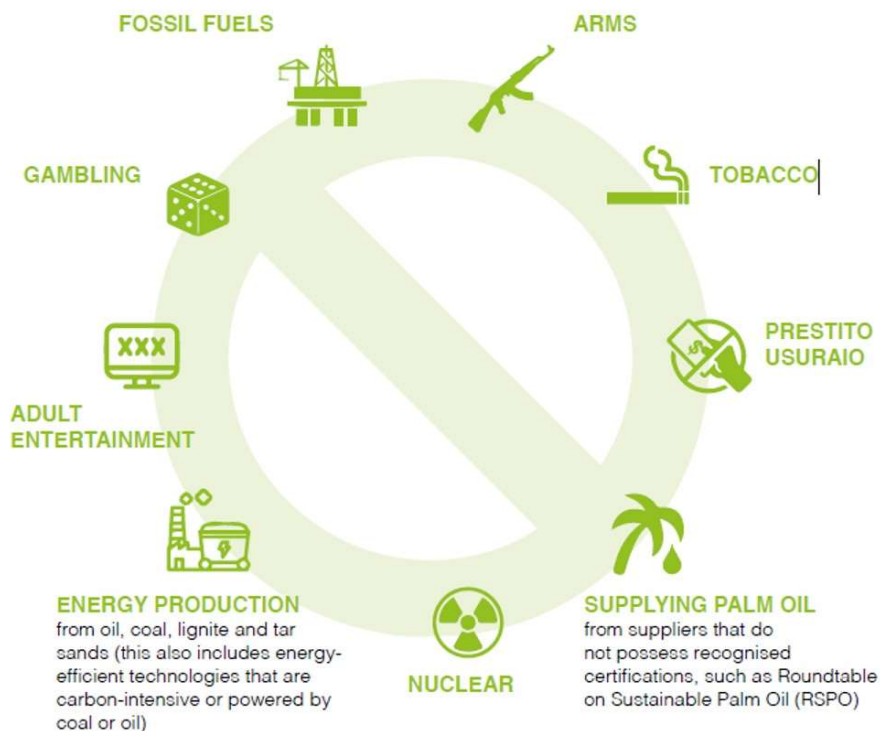 FOSSIL FUELS
ARMS
GAMBLING
TOBACCO
XXX
$
PRESTITO
USURAIO
ADULT
ENTERTAINMENT
ENERGY PRODUCTION
from oil, coal, lignite and tar
sands (this also includes energy-
efficient technologies that are
carbon-intensive or powered by
coal or oil)
NUCLEAR
SUPPLYING PALM OIL
from suppliers that do
not possess recognised
certifications, such as Roundtable
on Sustainable Palm Oil (RSPO)